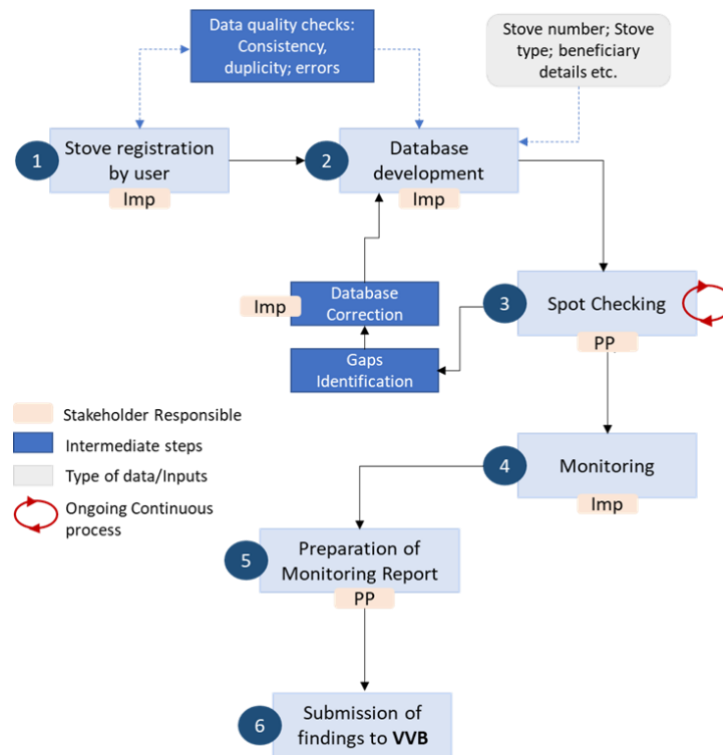 Data quality checks:
Consistency,
duplicity; errors
Stove number; Stove
type; beneficiary
details etc.
1
Stove registration
by user
Imp
2
Database
development
Imp
Imp
Database
Correction
Gaps
Identification
3
Spot Checking
PP
Stakeholder Responsible
Intermediate steps
Type of data/Inputs
Ongoing Continuous
process
4
Monitoring
Imp
5
Preparation of
Monitoring Report
PP
6
Submission of
findings to VVB